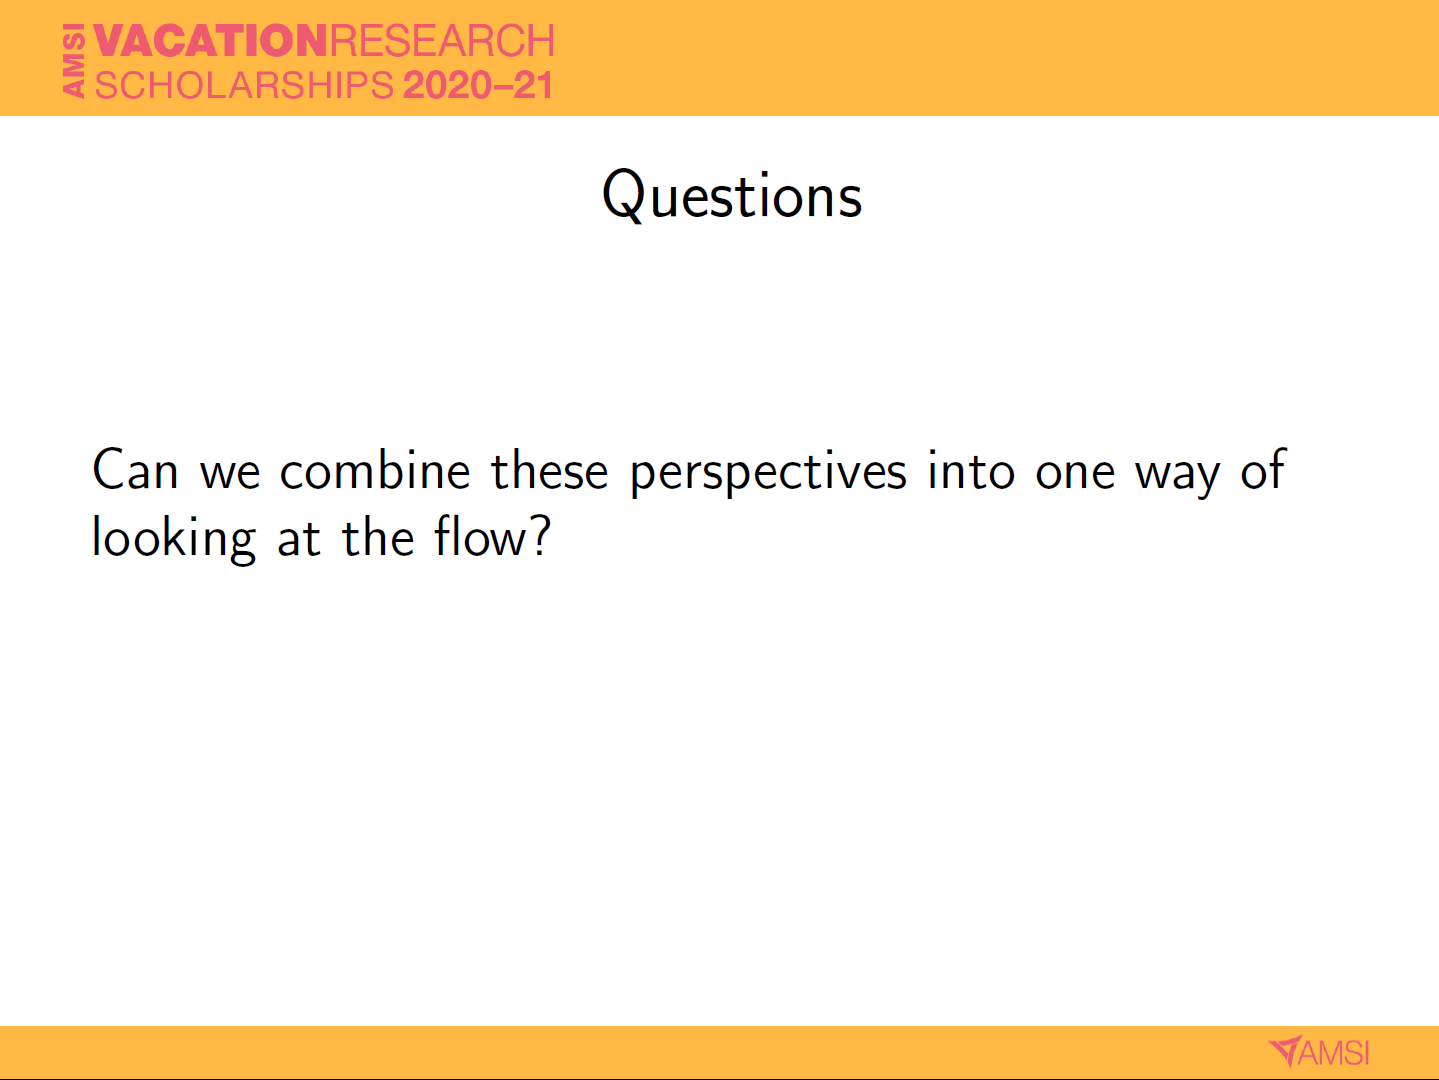 AMSI
VACATIONRESEARCH
SCHOLARSHIPS 2020–21
Questions
Can we combine these perspectives into one way of
looking at the flow?
AMSI